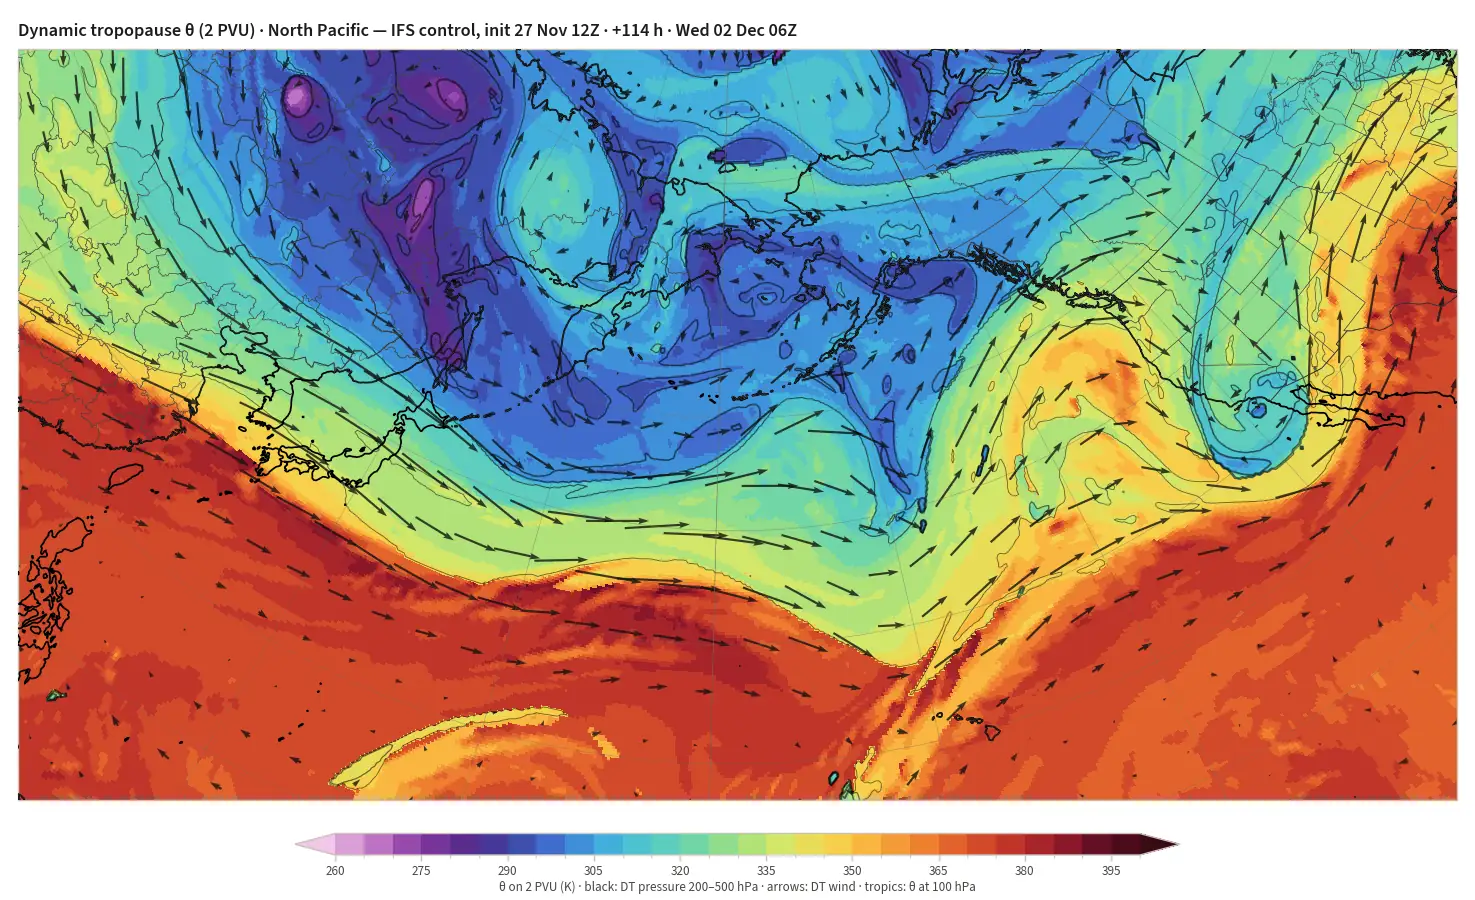 Dynamic tropopause θ (2 PVU) · North Pacific — IFS control, init 27 Nov 12Z · +114 h · Wed 02 Dec 06Z
260 275 290 305 320 335 350 365 380 395
θ on 2 PVU (K) · black: DT pressure 200–500 hPa · arrows: DT wind · tropics: θ at 100 hPa